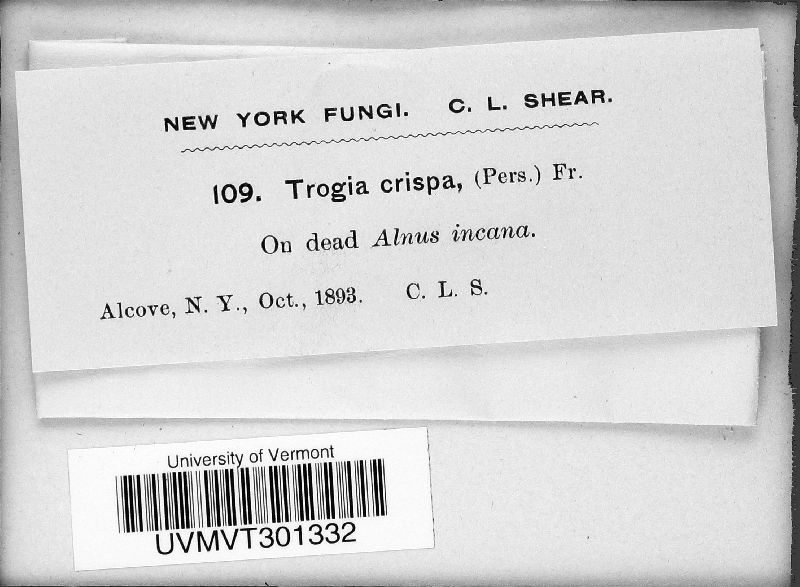 NEW YORK FUNGI. C. L. SHEAR.
109. Trogia crispa, (Pers.) Fr.
On dead Alnus incana.
Alcove, N. Y., Oct., 1893. C. L. S.
University of Vermont
UVMVT301332